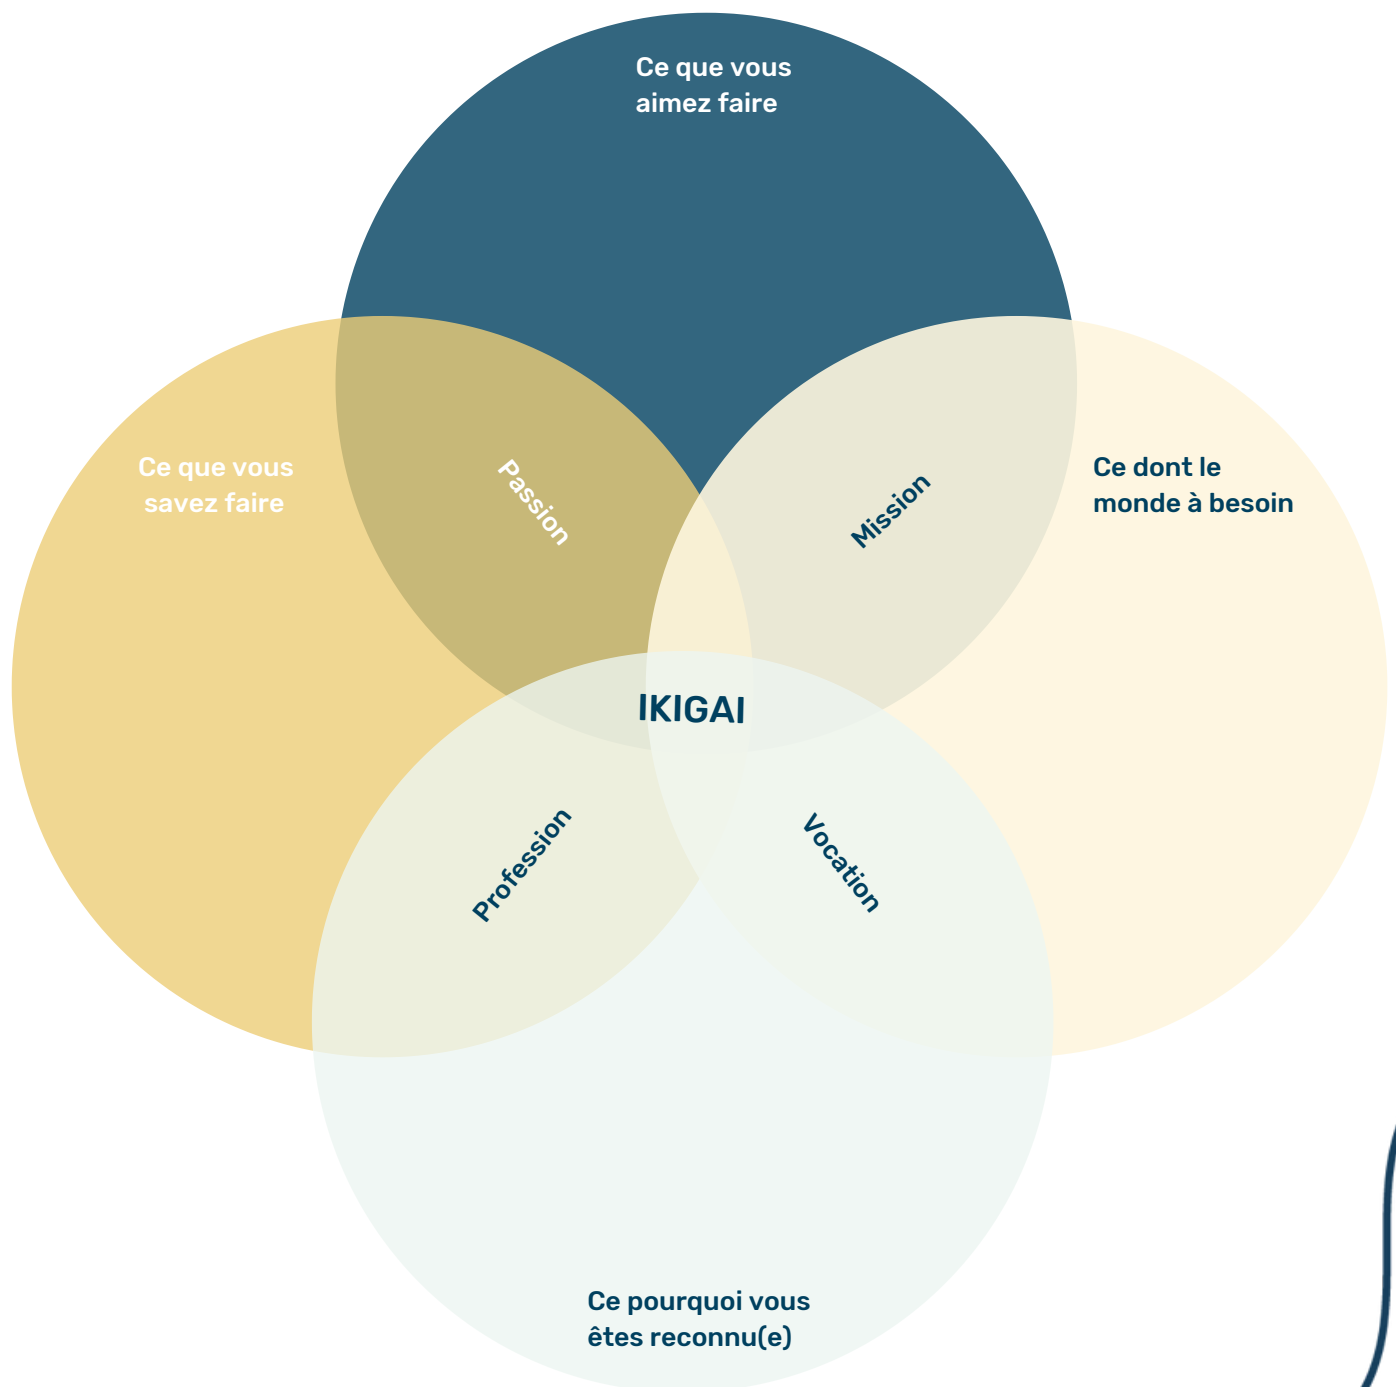 Ce que vous
aimez faire
Ce que vous
savez faire
Passion
Mission
Ce dont le
monde à besoin
IKIGAI
Profession
Vocation
Ce pourquoi vous
êtes reconnu(e)